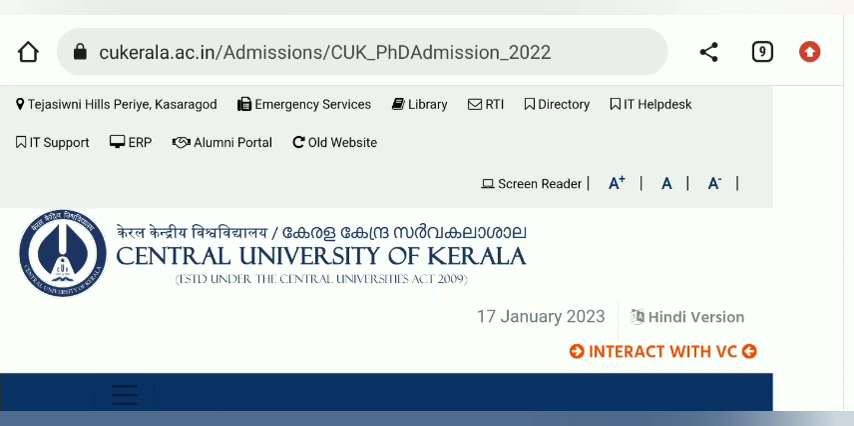 cukerala.ac.in/Admissions/CUK_PhDAdmission_2022
9
Tejasiwni Hills Periye, Kasaragod Emergency Services Library RTI Directory IT Helpdesk
IT Support ERP Alumni Portal Old Website
Screen Reader | A+ | A | A- |
केरल केन्द्रीय विश्वविद्यालय / കേരള കേന്ദ്ര സർവകലാശാല
CENTRAL UNIVERSITY OF KERALA
(ESTD UNDER THE CENTRAL UNIVERSITIES ACT 2009)
17 January 2023 Hindi Version
INTERACT WITH VC